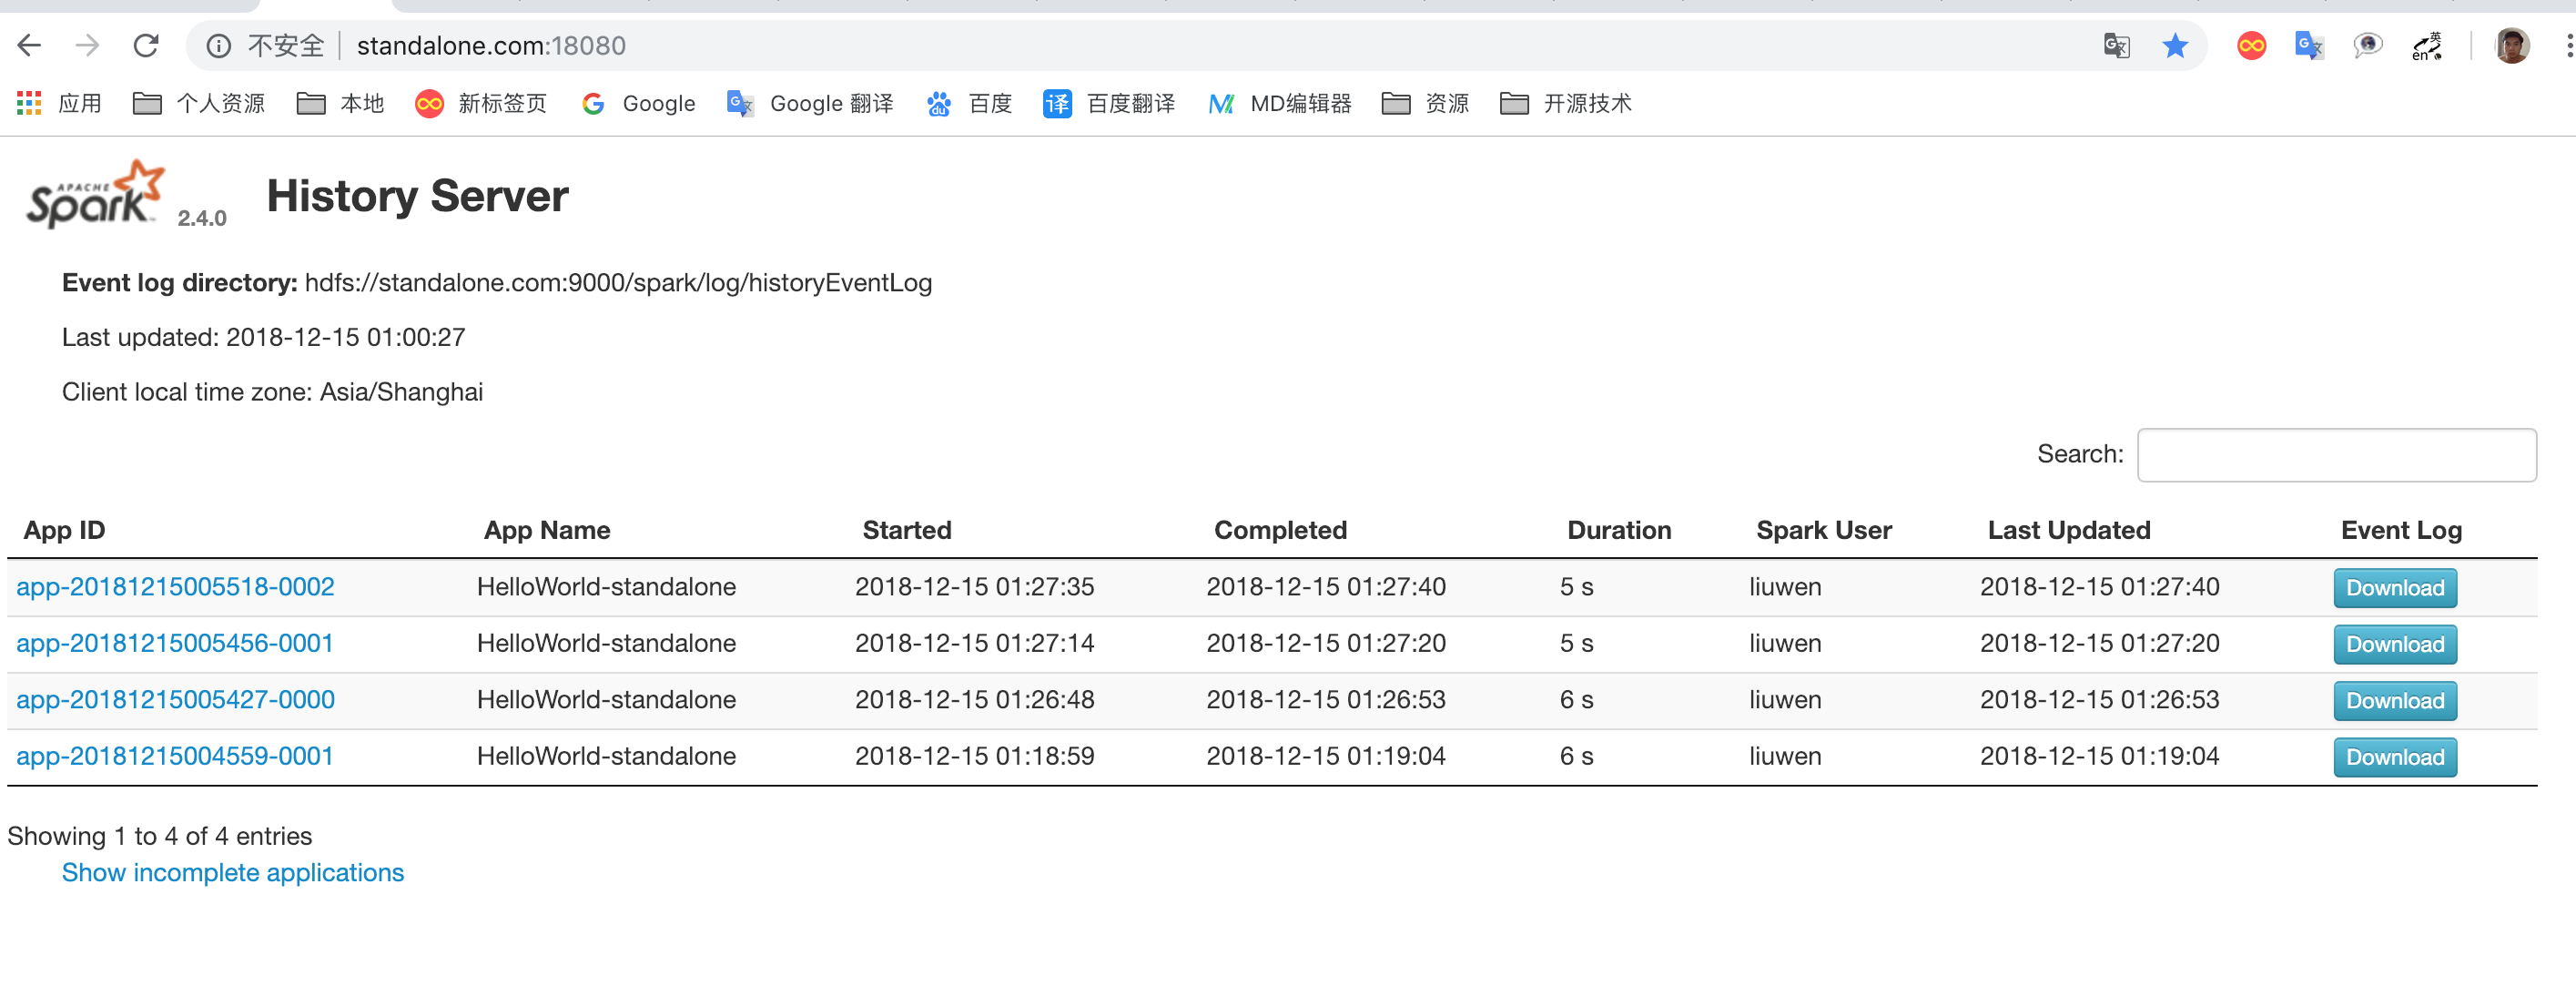 不安全 standalone.com:18080
应用 个人资源 本地 新标签页 Google Google 翻译 百度 百度翻译 MD编辑器 资源 开源技术
APACHE Spark 2.4.0 History Server
Event log directory: hdfs://standalone.com:9000/spark/log/historyEventLog
Last updated: 2018-12-15 01:00:27
Client local time zone: Asia/Shanghai
Search:
App ID App Name Started Completed Duration Spark User Last Updated Event Log
app-20181215005518-0002 HelloWorld-standalone 2018-12-15 01:27:35 2018-12-15 01:27:40 5 s liuwen 2018-12-15 01:27:40 Download
app-20181215005456-0001 HelloWorld-standalone 2018-12-15 01:27:14 2018-12-15 01:27:20 5 s liuwen 2018-12-15 01:27:20 Download
app-20181215005427-0000 HelloWorld-standalone 2018-12-15 01:26:48 2018-12-15 01:26:53 6 s liuwen 2018-12-15 01:26:53 Download
app-20181215004559-0001 HelloWorld-standalone 2018-12-15 01:18:59 2018-12-15 01:19:04 6 s liuwen 2018-12-15 01:19:04 Download
Showing 1 to 4 of 4 entries
Show incomplete applications